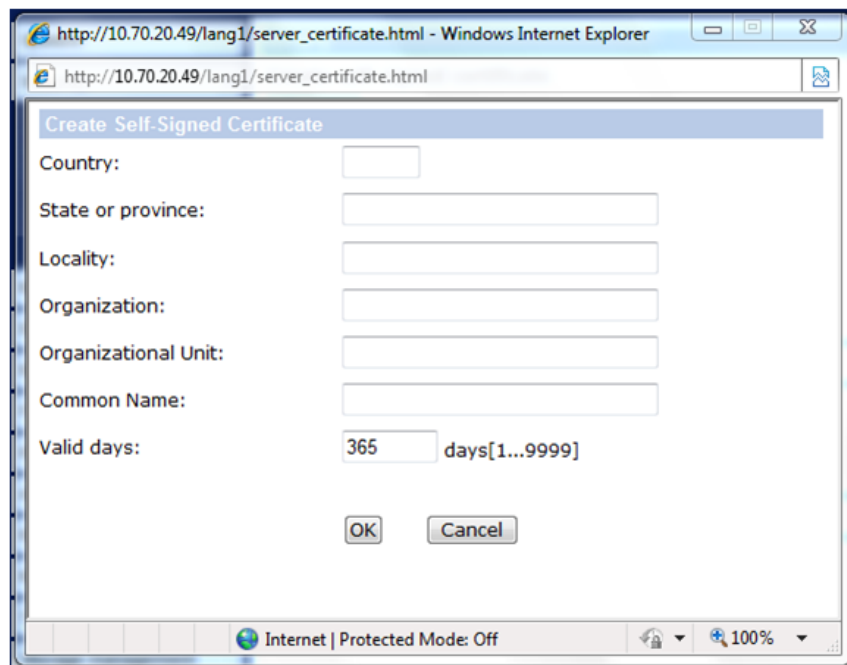 http://10.70.20.49/lang1/server_certificate.html - Windows Internet Explorer
http://10.70.20.49/lang1/server_certificate.html
Create Self-Signed Certificate
Country:
State or province:
Locality:
Organization:
Organizational Unit:
Common Name:
Valid days: 365 days[1...9999]
OK Cancel
Internet | Protected Mode: Off 100%